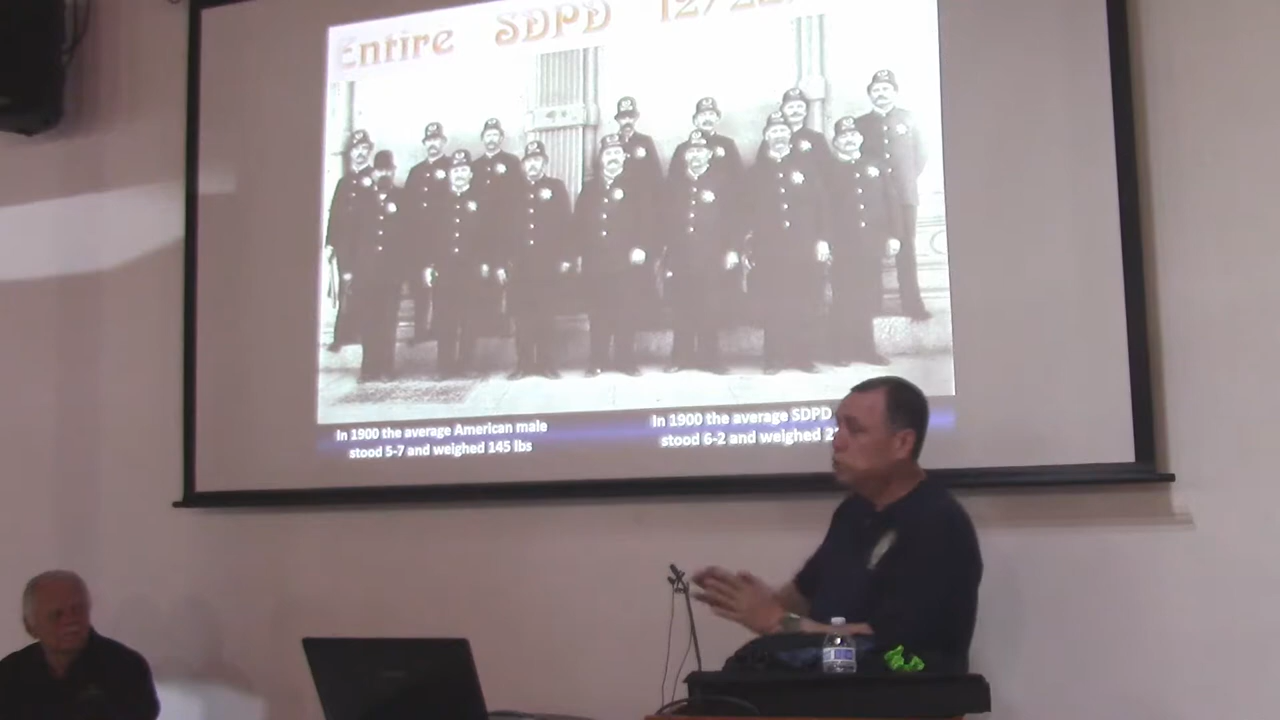 Entire SDPD
In 1900 the average American male
stood 5-7 and weighed 145 lbs
In 1900 the average SDPD
stood 6-2 and weighed